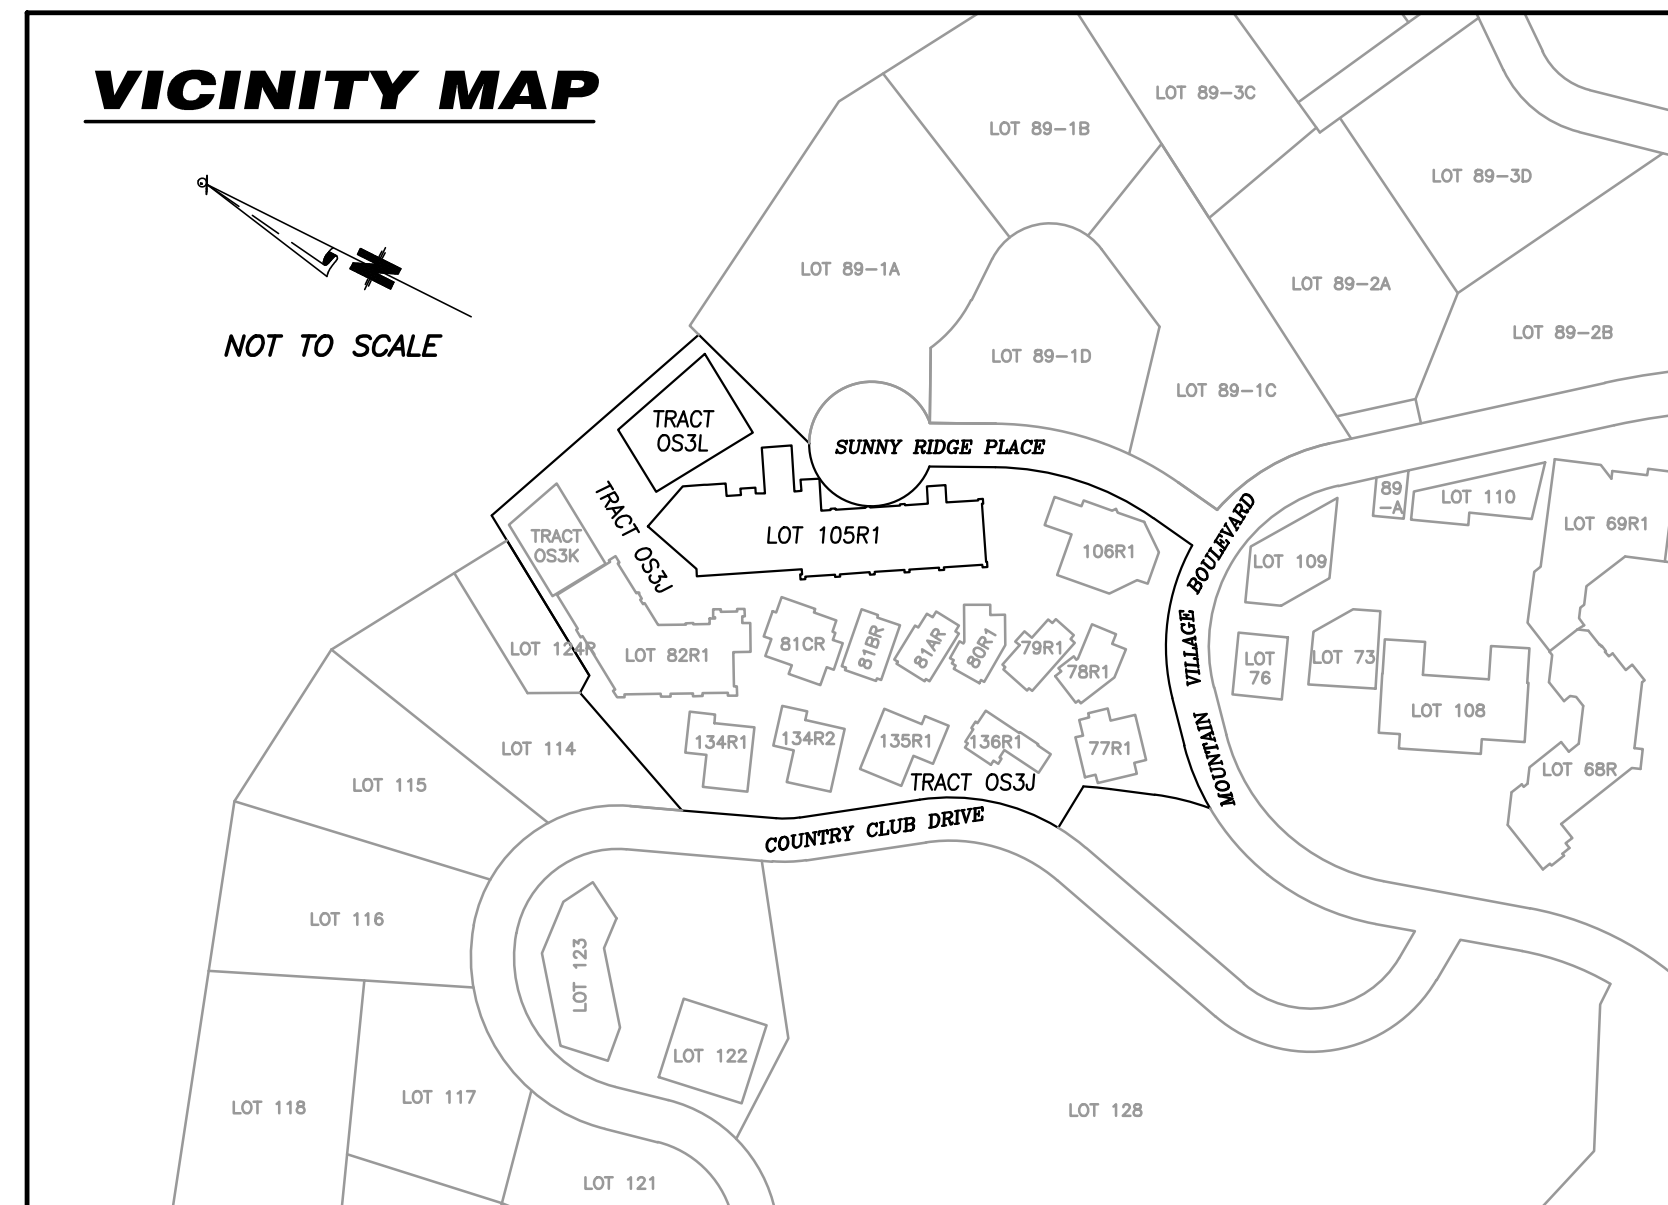 VICINITY MAP
N
NOT TO SCALE
LOT 89-3C
LOT 89-1B
LOT 89-3D
LOT 89-1A
LOT 89-2A
LOT 89-2B
LOT 89-1D
LOT 89-1C
TRACT
OS3L
SUNNY RIDGE PLACE
TRACT OS3J
TRACT
OS3K
LOT 105R1
106R1
MOUNTAIN VILLAGE BOULEVARD
89
-A
LOT 110
LOT 69R1
LOT 109
LOT 124R
LOT 82R1
81CR
81BR
81AR
80R1
79R1
78R1
LOT
76
LOT 73
LOT 108
LOT 68R
LOT 114
134R1
134R2
135R1
136R1
77R1
TRACT OS3J
LOT 115
COUNTRY CLUB DRIVE
LOT 116
LOT 123
LOT 122
LOT 118
LOT 117
LOT 128
LOT 121